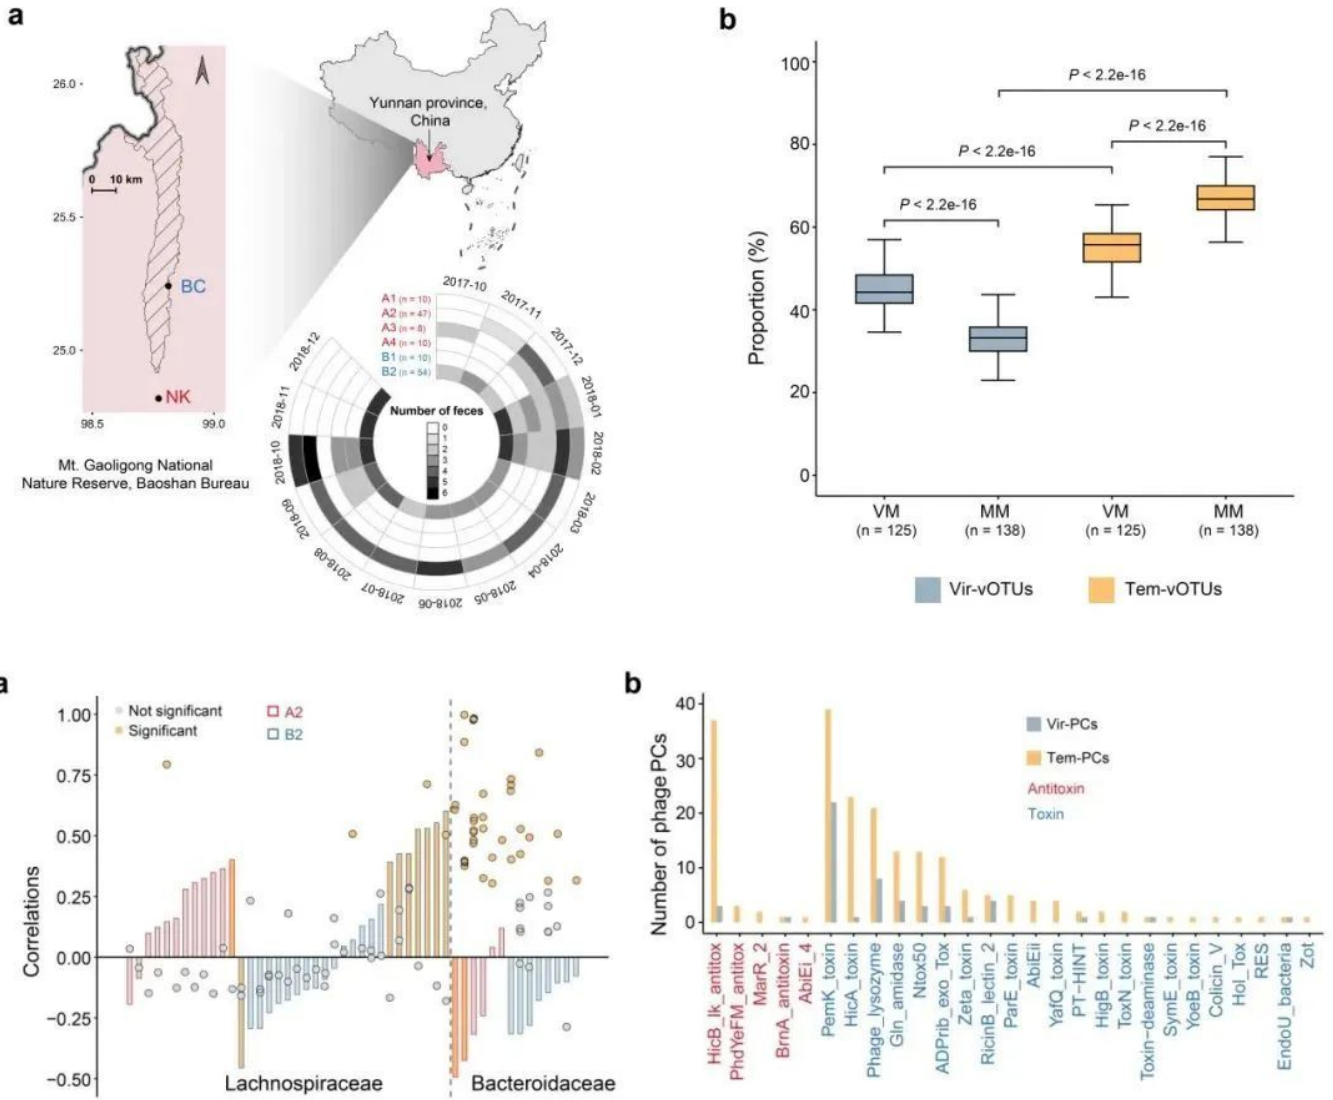 a
26.0
25.5
25.0
98.5
99.0
0 10 km
BC
NK
Mt. Gaoligong National
Nature Reserve, Baoshan Bureau
Yunnan province,
China
A1 (n = 10)
A2 (n = 47)
A3 (n = 8)
A4 (n = 10)
B1 (n = 10)
B2 (n = 54)
2017-10
2017-11
2017-12
2018-01
2018-02
2018-03
2018-04
2018-05
2018-06
2018-07
2018-08
2018-09
2018-10
2018-11
2018-12
Number of feces
0
1
2
3
4
5
6
b
Proportion (%)
100
80
60
40
20
0
P < 2.2e-16
P < 2.2e-16
P < 2.2e-16
P < 2.2e-16
VM
(n = 125)
MM
(n = 138)
VM
(n = 125)
MM
(n = 138)
Vir-vOTUs
Tem-vOTUs
a
Correlations
1.00
0.75
0.50
0.25
0.00
−0.25
−0.50
Not significant
Significant
A2
B2
Lachnospiraceae
Bacteroidaceae
b
Number of phage PCs
40
30
20
10
0
Vir-PCs
Tem-PCs
Antitoxin
Toxin
HicB_lk_antitox
PhdYeFM_antitox
MarR_2
BrnA_antitoxin
AbiEi_4
PemK_toxin
HicA_toxin
Phage_lysozyme
Gln_amidase
Ntox50
ADPrib_exo_Tox
Zeta_toxin
RicinB_lectin_2
ParE_toxin
AbiEii
YafQ_toxin
PT−HINT
HigB_toxin
ToxN_toxin
Toxin−deaminase
SymE_toxin
YoeB_toxin
Colicin_V
Hol_Tox
RES
EndoU_bacteria
Zot